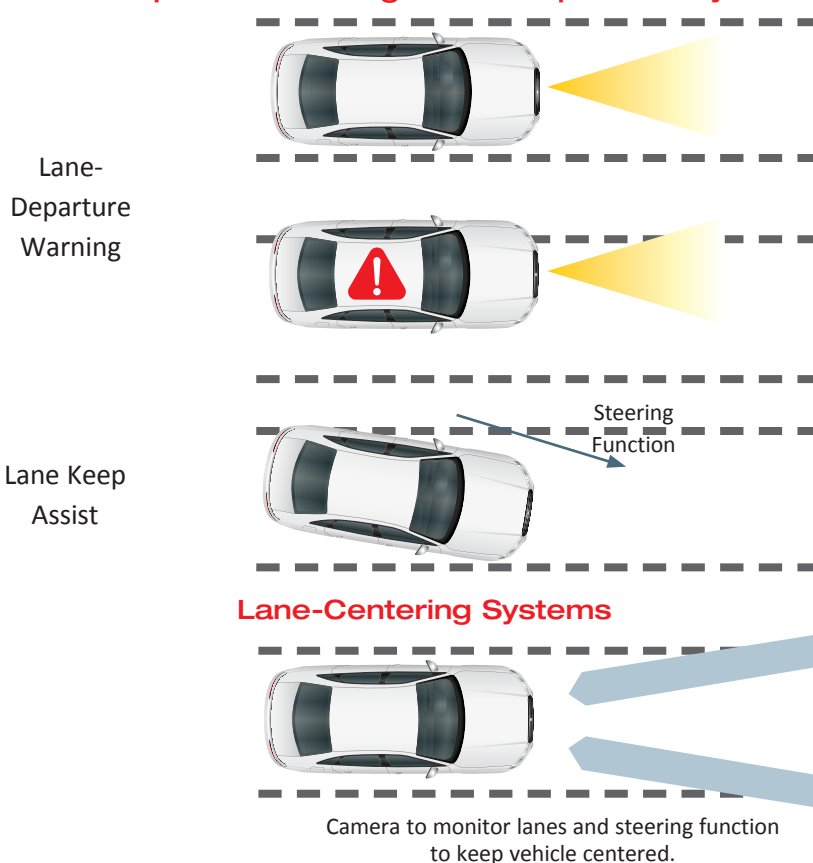 Lane-
Departure
Warning
Steering
Function
Lane Keep
Assist
Lane-Centering Systems
Camera to monitor lanes and steering function
to keep vehicle centered.